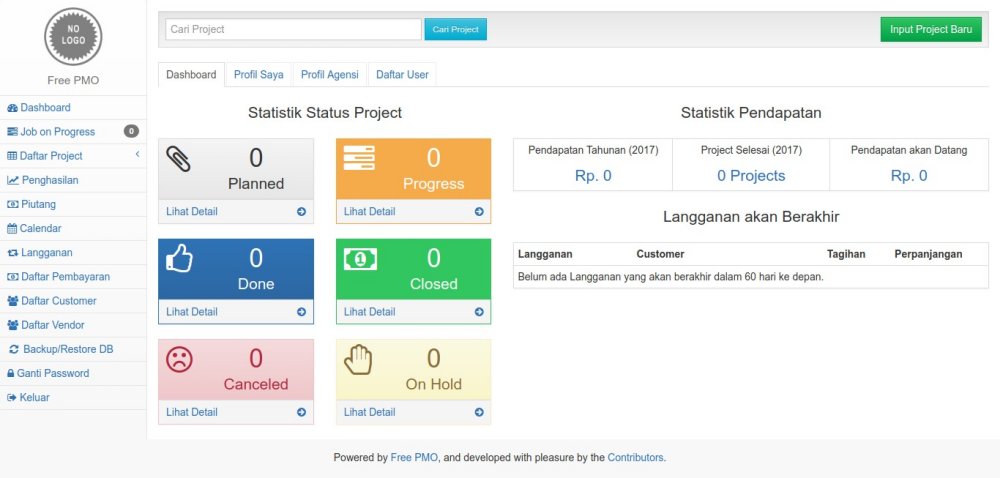 NO
LOGO
Free PMO
Dashboard
Job on Progress 0
Daftar Project
Penghasilan
Piutang
Calendar
Langganan
Daftar Pembayaran
Daftar Customer
Daftar Vendor
Backup/Restore DB
Ganti Password
Keluar
Cari Project Cari Project Input Project Baru
Dashboard Profil Saya Profil Agensi Daftar User
Statistik Status Project
0
Planned
Lihat Detail
0
Progress
Lihat Detail
0
Done
Lihat Detail
1
0
Closed
Lihat Detail
0
Canceled
Lihat Detail
0
On Hold
Lihat Detail
Statistik Pendapatan
Pendapatan Tahunan (2017) Project Selesai (2017) Pendapatan akan Datang
Rp. 0 0 Projects Rp. 0
Langganan akan Berakhir
Langganan Customer Tagihan Perpanjangan
Belum ada Langganan yang akan berakhir dalam 60 hari ke depan.
Powered by Free PMO, and developed with pleasure by the Contributors.